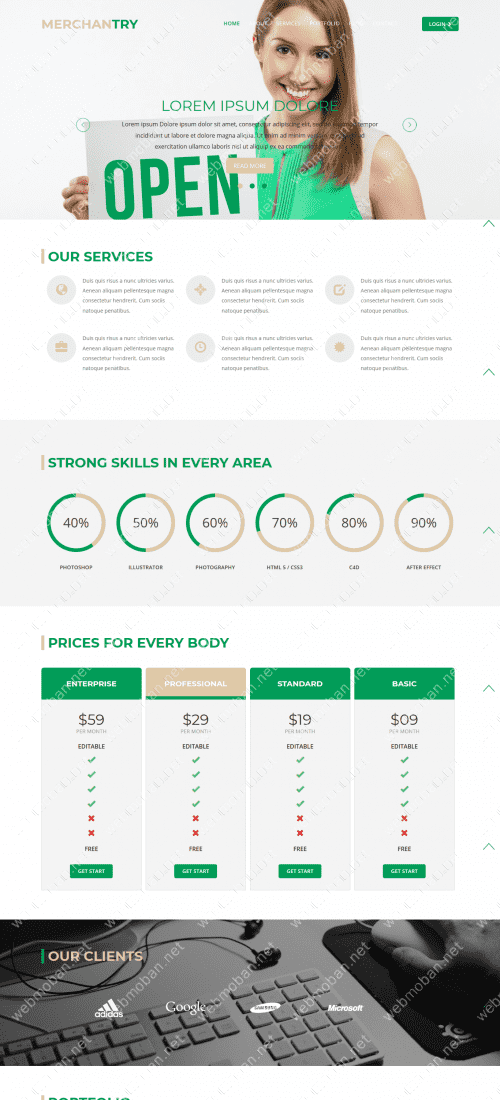 MERCHANTRY
HOME
SERVICES
PORTFOLIO
LOGIN
LOREM IPSUM DOLORE
Lorem ipsum Dolore dolor sit amet, consectetur adipiscing elit, sed do eiusmod tempor
incididunt ut labore et dolore magna aliqua. Ut enim ad minim veniam, quis nostrud
exercitation ullamco laboris nisi ut aliquip ex ea commodo
READ MORE
OPEN
OUR SERVICES
Duis quis risus a nunc ultricies varius.
Aenean aliquam pellentesque magna
consectetur hendrerit. Cum sociis
natoque penatibus.
Duis quis risus a nunc ultricies varius.
Aenean aliquam pellentesque magna
consectetur hendrerit. Cum sociis
natoque penatibus.
Duis quis risus a nunc ultricies varius.
Aenean aliquam pellentesque magna
consectetur hendrerit. Cum sociis
natoque penatibus.
Duis quis risus a nunc ultricies varius.
Aenean aliquam pellentesque magna
consectetur hendrerit. Cum sociis
natoque penatibus.
Duis quis risus a nunc ultricies varius.
Aenean aliquam pellentesque magna
consectetur hendrerit. Cum sociis
natoque penatibus.
Duis quis risus a nunc ultricies varius.
Aenean aliquam pellentesque magna
consectetur hendrerit. Cum sociis
natoque penatibus.
STRONG SKILLS IN EVERY AREA
40% 50% 60% 70% 80% 90%
PHOTOSHOP ILLUSTRATOR PHOTOGRAPHY HTML 5 / CSS3 C4D AFTER EFFECT
PRICES FOR EVERY BODY
ENTERPRISE PROFESSIONAL STANDARD BASIC
$59 $29 $19 $09
PER MONTH PER MONTH PER MONTH PER MONTH
EDITABLE EDITABLE EDITABLE EDITABLE
FREE FREE FREE FREE
GET START GET START GET START GET START
OUR CLIENTS
adidas Google SAMSUNG Microsoft
PORTFOLIO
webmoban.net